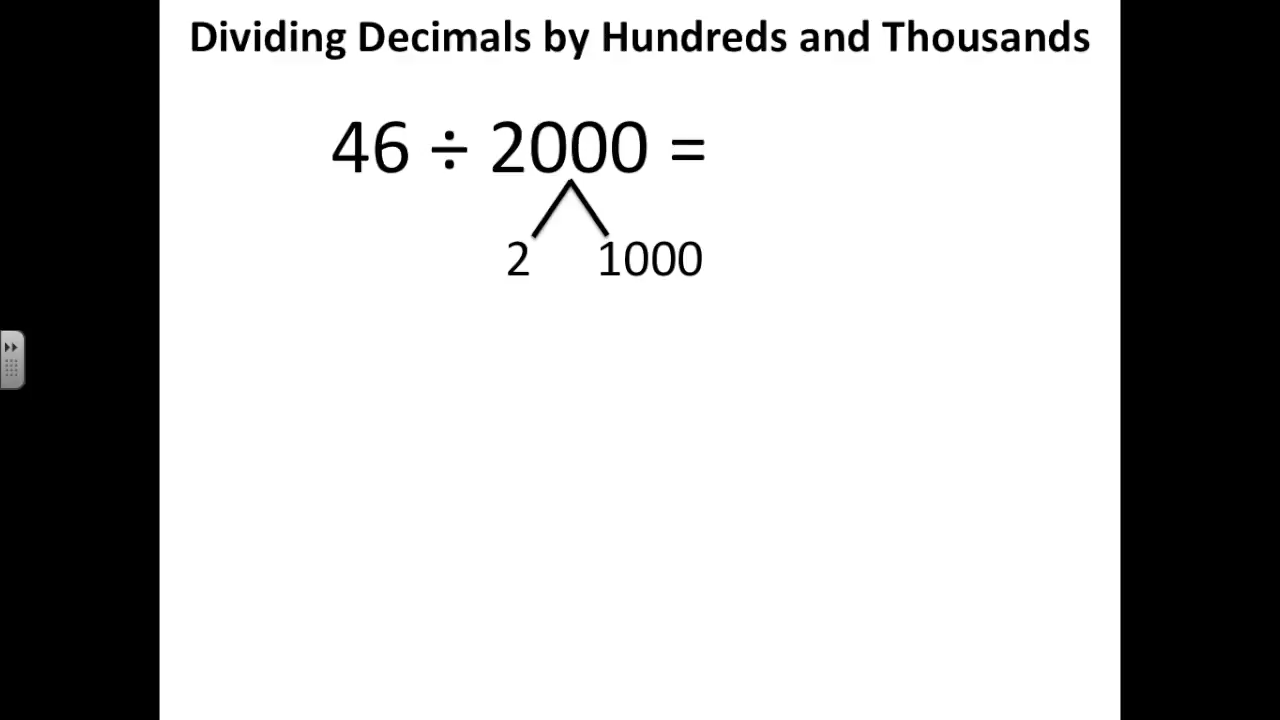 Dividing Decimals by Hundreds and Thousands
46 ÷ 2000 =
2 1000